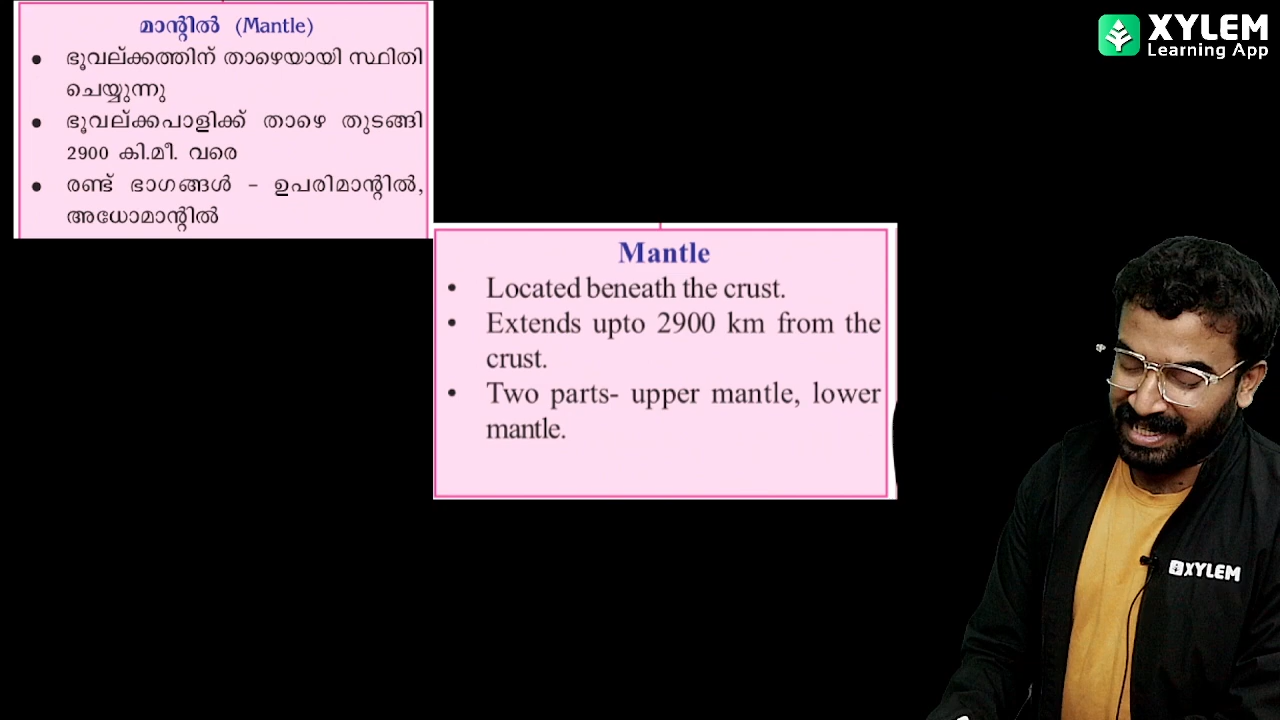 മാന്റിൽ (Mantle)
• ഭൂവല്ക്കത്തിന് താഴെയായി സ്ഥിതി
ചെയ്യുന്നു
• ഭൂവല്ക്കപാളിക്ക് താഴെ തുടങ്ങി
2900 കി.മീ. വരെ
• രണ്ട് ഭാഗങ്ങൾ - ഉപരിമാന്റിൽ,
അധോമാന്റിൽ
Mantle
• Located beneath the crust.
• Extends upto 2900 km from the
crust.
• Two parts- upper mantle, lower
mantle.
XYLEM
Learning App
XYLEM